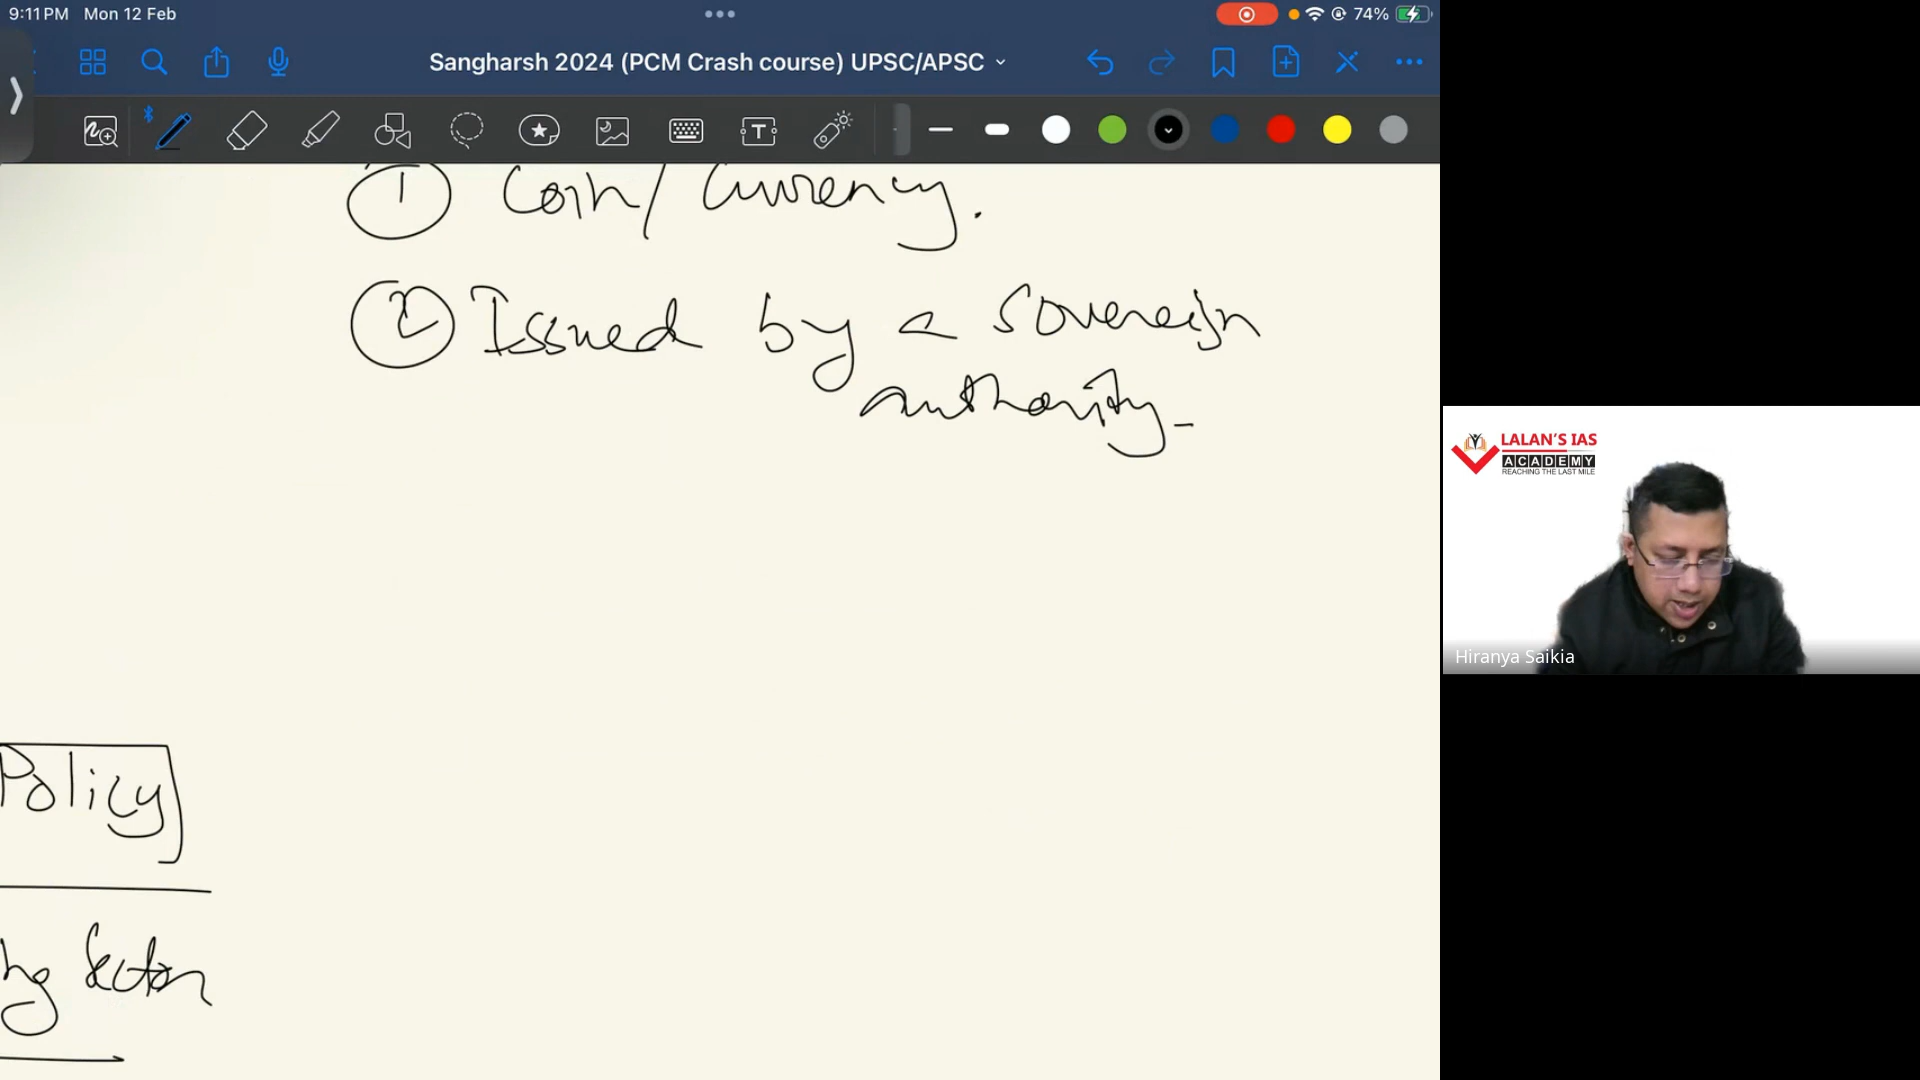 9:11 PM Mon 12 Feb
74%
Sangharsh 2024 (PCM Crash course) UPSC/APSC
T
① Coin/Currency.
② Issued by a sovereign
authority-
Policy
LALAN'S IAS
ACADEMY
REACHING THE LAST MILE
Hiranya Saikia